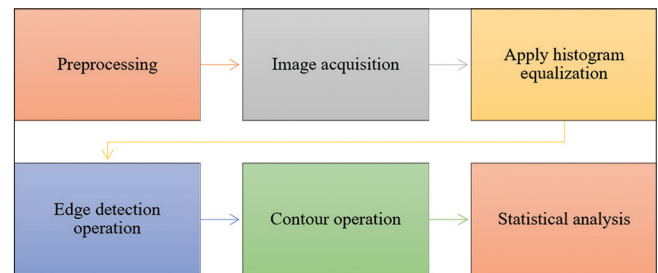 Preprocessing
Image acquisition
Apply histogram
equalization
Edge detection
operation
Contour operation
Statistical analysis